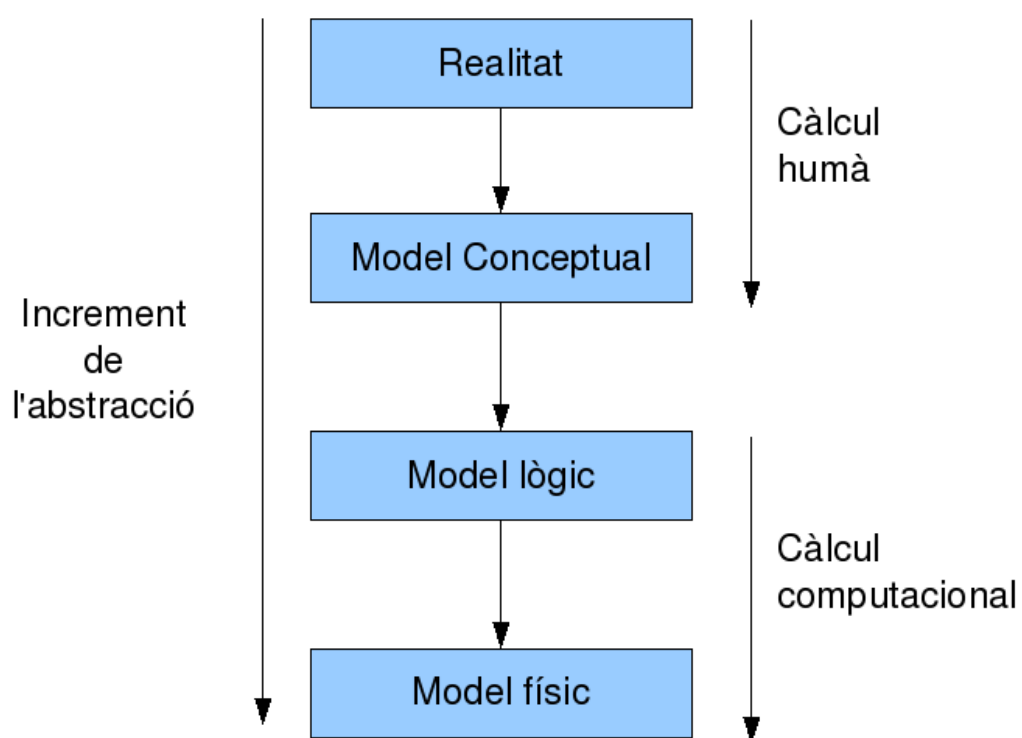 Realitat
Càlcul
humà
Model Conceptual
Increment
de
l'abstracció
Model lògic
Càlcul
computacional
Model físic